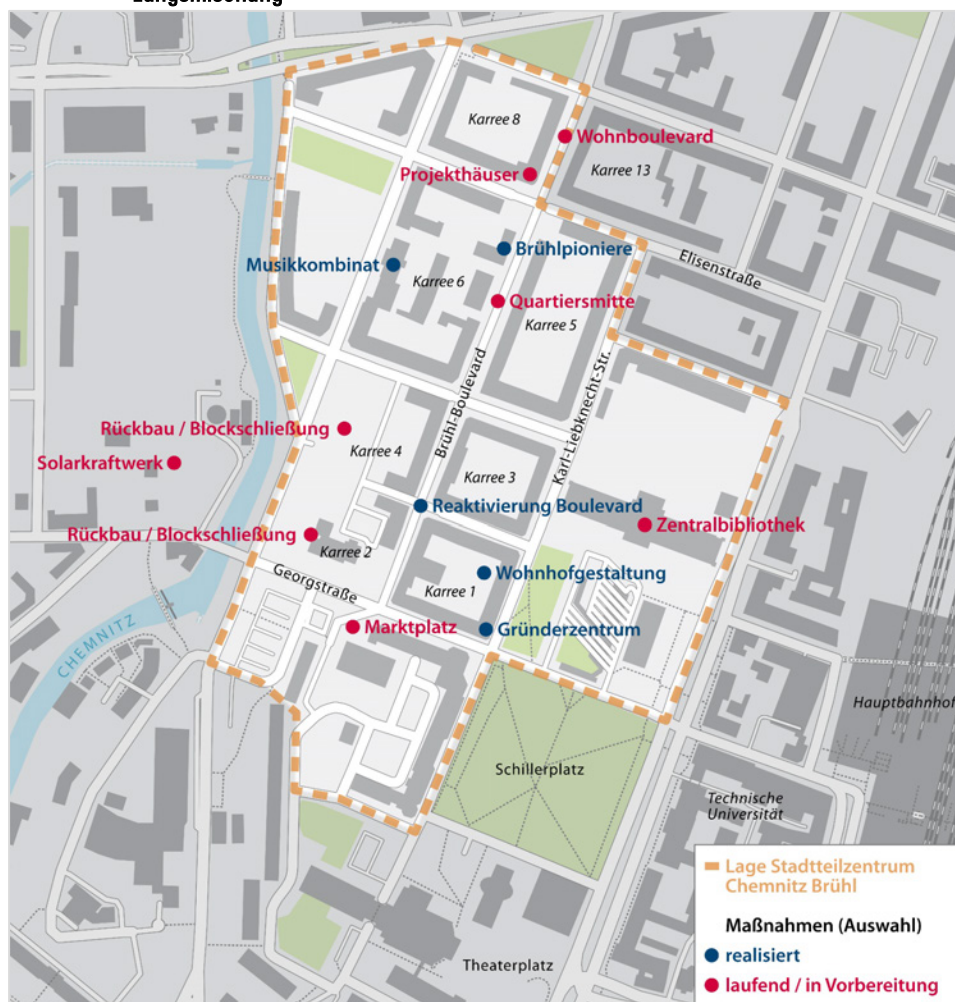 Langemischung
Karree 8
Wohnboulevard
Karree 13
Projekthäuser
Brühlpioniere
Elisenstraße
Musikkombinat
Karree 6
Quartiersmitte
Karree 5
Brühl-Boulevard
Karl-Liebknecht-Str.
Rückbau / Blockschließung
Karree 4
Solarkraftwerk
Karree 3
Reaktivierung Boulevard
Zentralbibliothek
Rückbau / Blockschließung
Karree 2
Georgstraße
Wohnhofgestaltung
Karree 1
Marktplatz
Gründerzentrum
CHEMNITZ
Hauptbahnhof
Schillerplatz
Technische
Universität
Theaterplatz
Lage Stadtteilzentrum
Chemnitz Brühl
Maßnahmen (Auswahl)
realisiert
laufend / in Vorbereitung